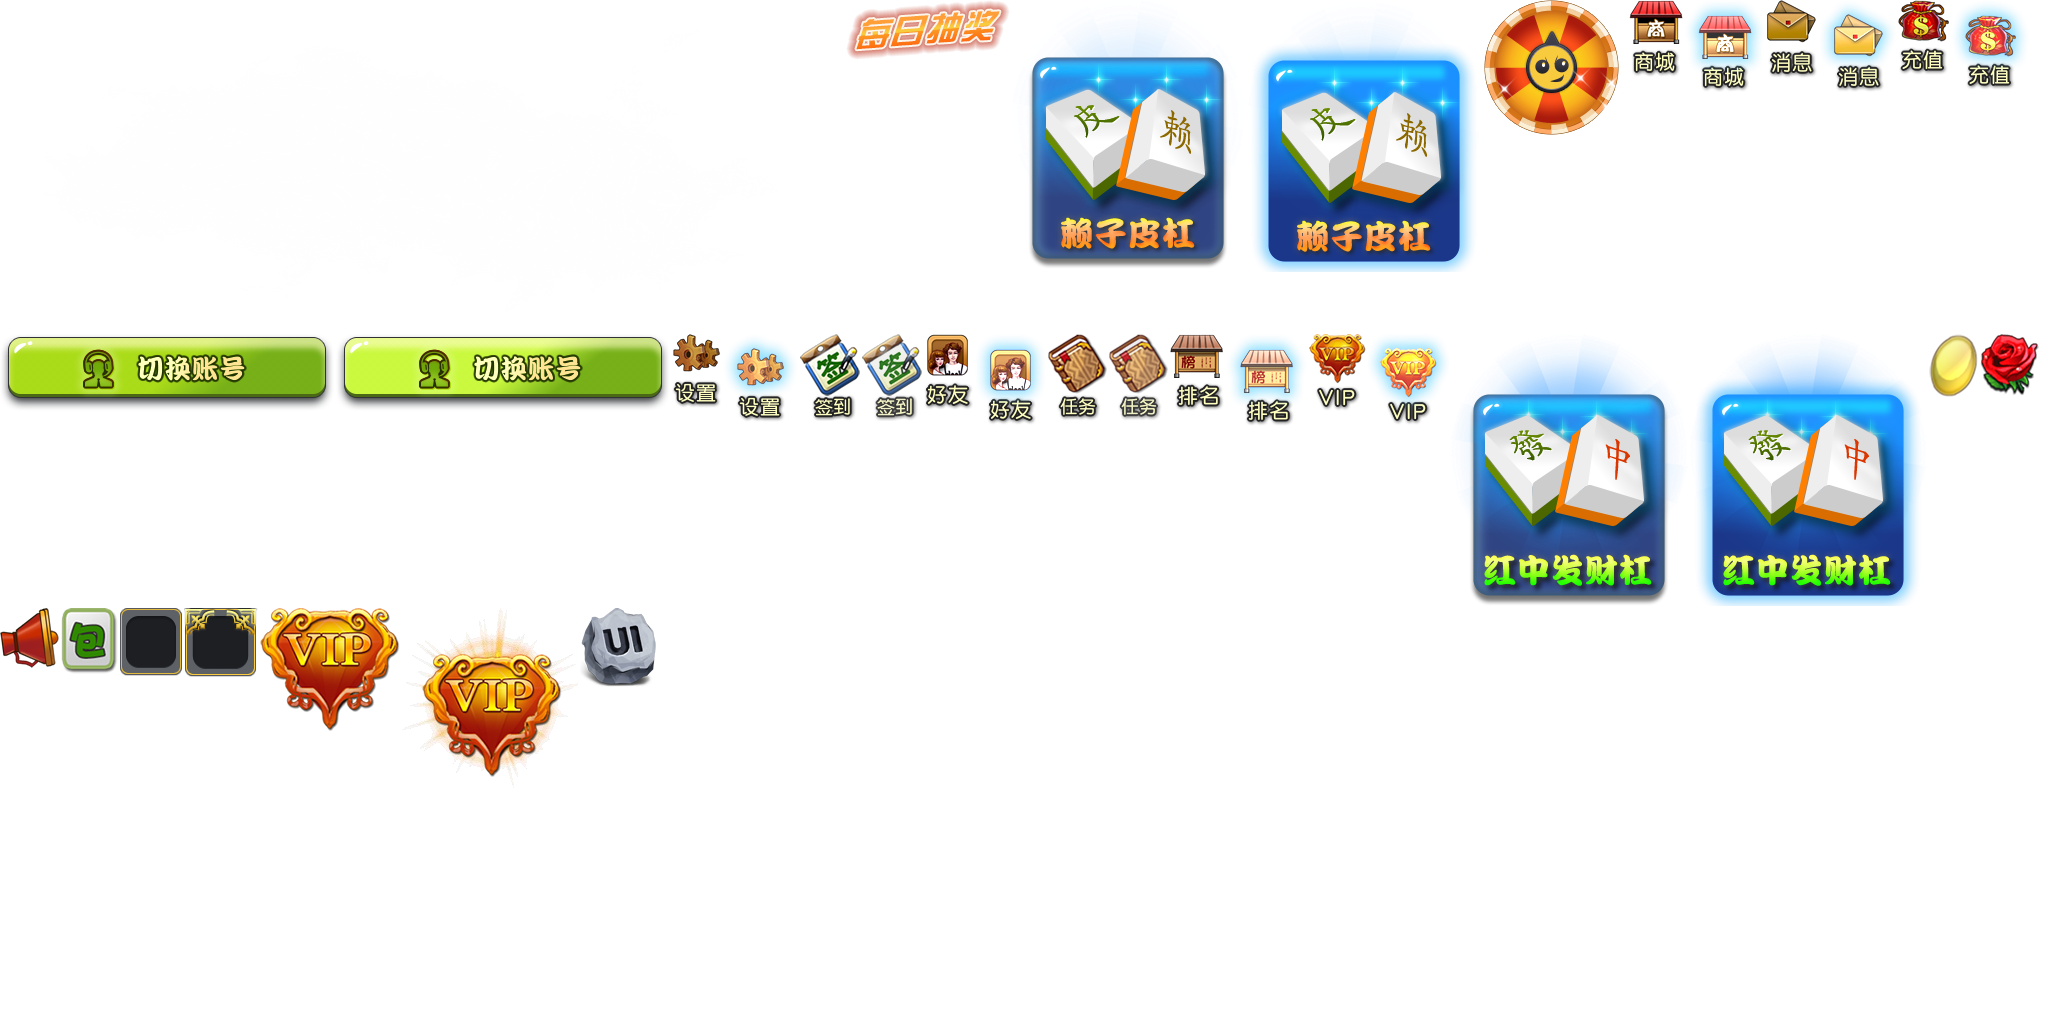 每日抽奖
皮
赖
赖子皮杠
皮
赖
赖子皮杠
商
商城
商
商城
消息
消息
$
充值
$
充值
切换账号
切换账号
设置
设置
签
签到
签
签到
好友
好友
任务
任务
榜
排名
榜
排名
VIP
VIP
VIP
VIP
發
中
红中发财杠
發
中
红中发财杠
包
VIP
VIP
UI